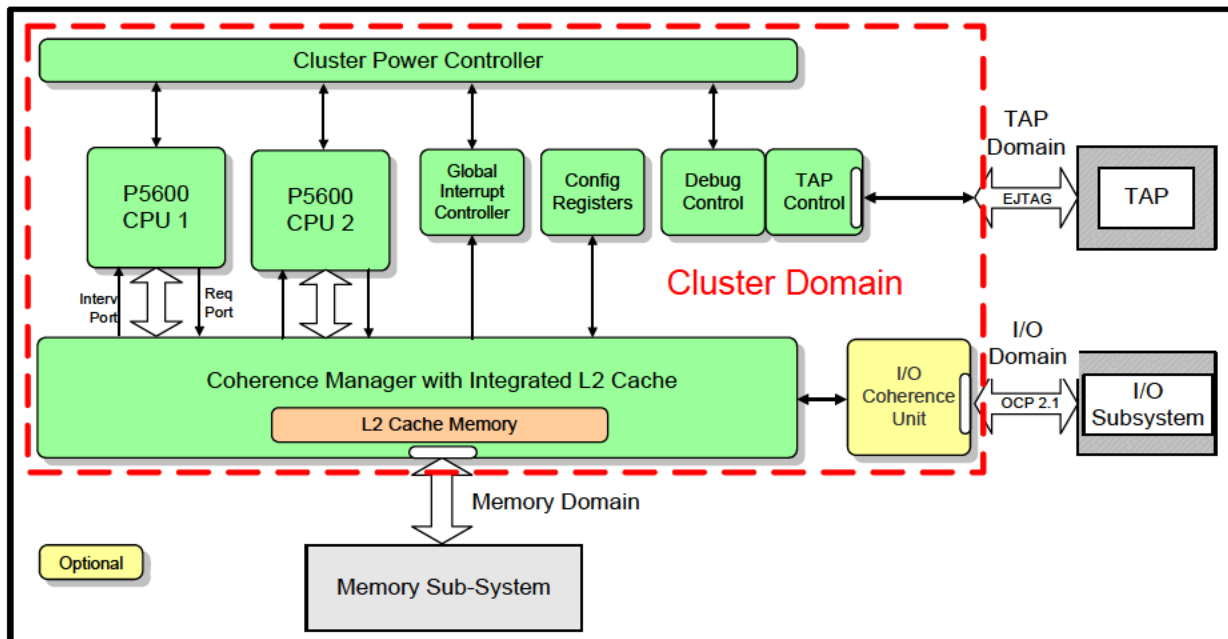 Cluster Power Controller
P5600
CPU 1
P5600
CPU 2
Global
Interrupt
Controller
Config
Registers
Debug
Control
TAP
Control
TAP
Domain
EJTAG
TAP
Interv
Port
Req
Port
Cluster Domain
Coherence Manager with Integrated L2 Cache
L2 Cache Memory
I/O
Coherence
Unit
I/O
Domain
OCP 2.1
I/O
Subsystem
Memory Domain
Optional
Memory Sub-System